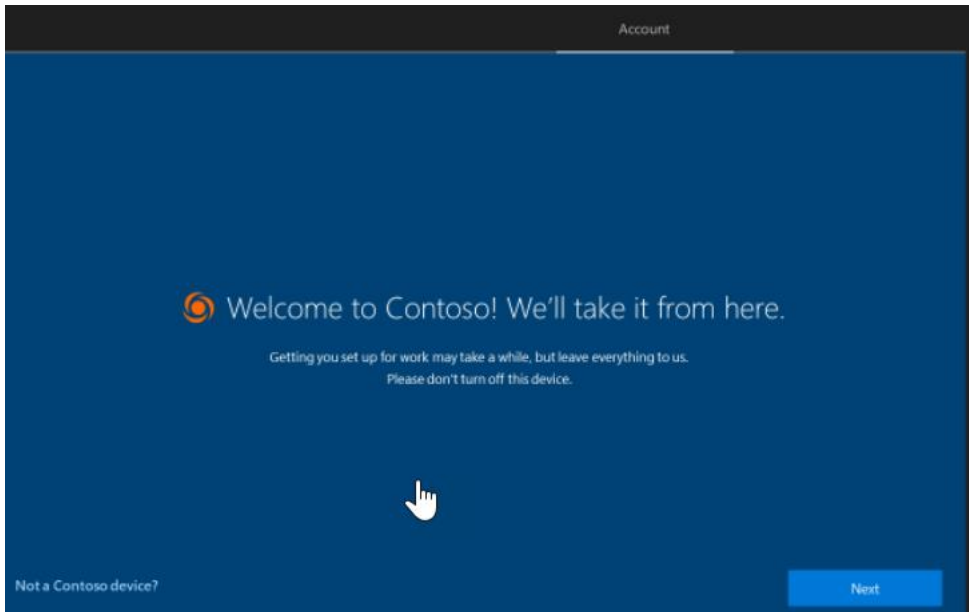 Account
Welcome to Contoso! We'll take it from here.
Getting you set up for work may take a while, but leave everything to us.
Please don't turn off this device.
Not a Contoso device?
Next